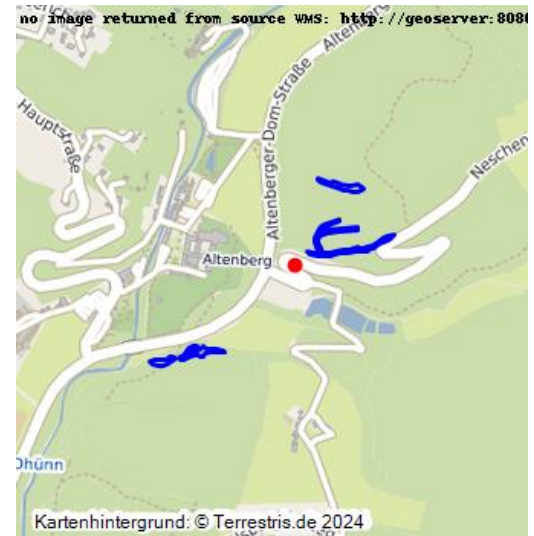 no image returned from source WMS: http://geoserver:8080
Altenberg
Hauptstraße
Altenberger-Dom-Straße
Neschen
Altenberg
Dhünn
Kartenhintergrund: © Terrestris.de 2024